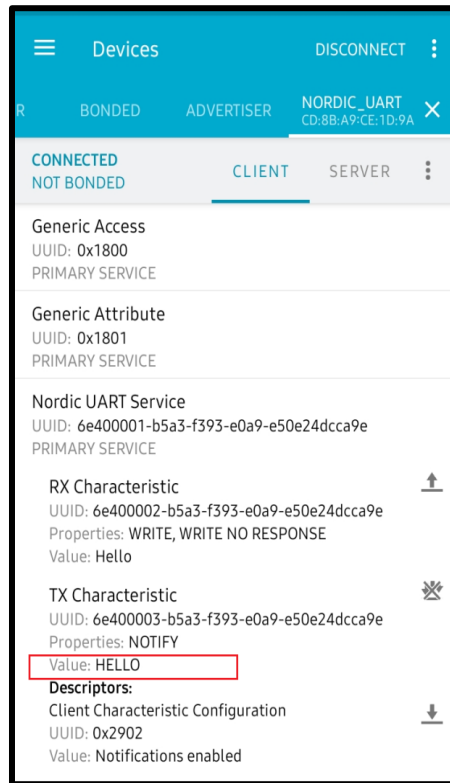 Devices
DISCONNECT
R
BONDED
ADVERTISER
NORDIC_UART
CD:8B:A9:CE:1D:9A
CONNECTED
NOT BONDED
CLIENT
SERVER
Generic Access
UUID: 0x1800
PRIMARY SERVICE
Generic Attribute
UUID: 0x1801
PRIMARY SERVICE
Nordic UART Service
UUID: 6e400001-b5a3-f393-e0a9-e50e24dcca9e
PRIMARY SERVICE
RX Characteristic
UUID: 6e400002-b5a3-f393-e0a9-e50e24dcca9e
Properties: WRITE, WRITE NO RESPONSE
Value: Hello
TX Characteristic
UUID: 6e400003-b5a3-f393-e0a9-e50e24dcca9e
Properties: NOTIFY
Value: HELLO
Descriptors:
Client Characteristic Configuration
UUID: 0x2902
Value: Notifications enabled